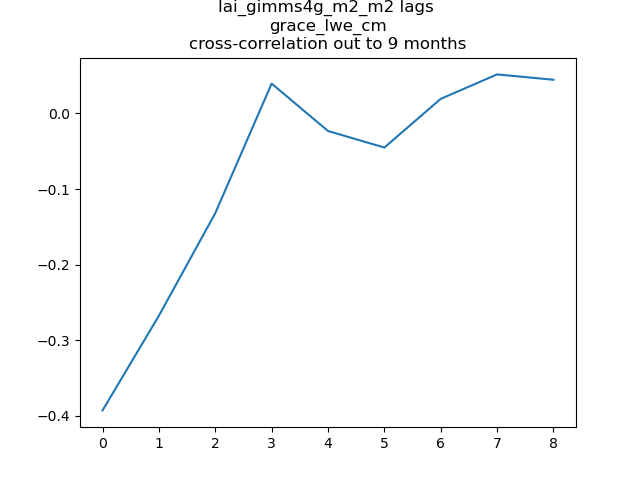 lai_gimms4g_m2_m2 lags
grace_lwe_cm
cross-correlation out to 9 months
0.0
−0.1
−0.2
−0.3
−0.4
0 1 2 3 4 5 6 7 8